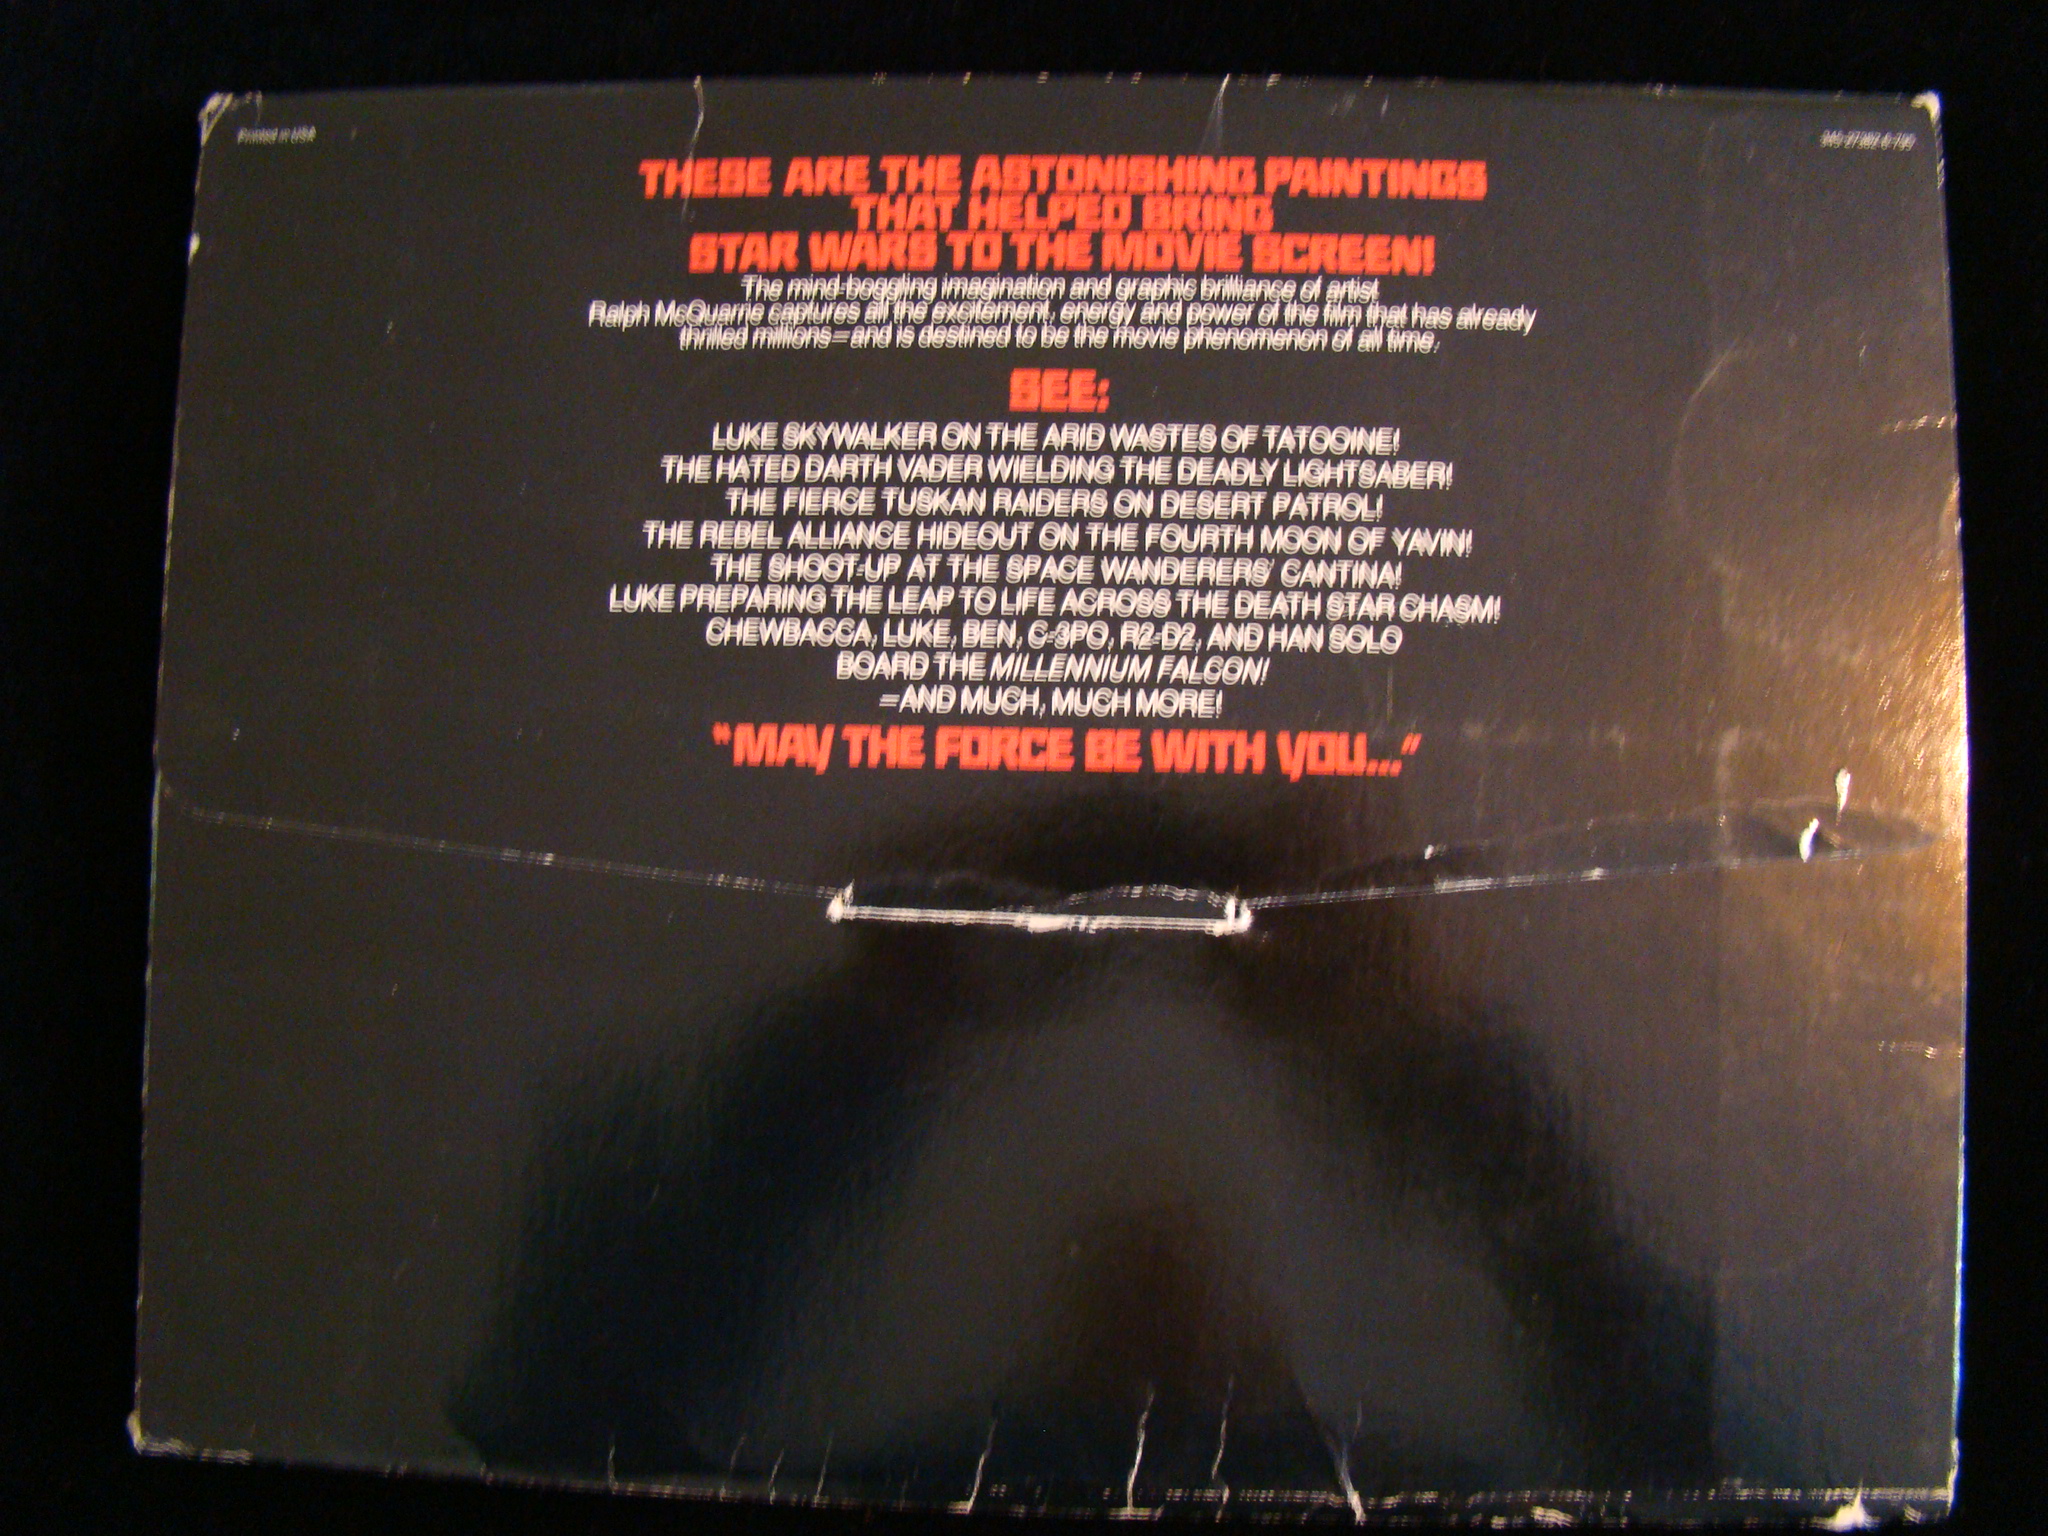 Printed in USA
345-27382-6-795
THESE ARE THE ASTONISHING PAINTINGS
THAT HELPED BRING
STAR WARS TO THE MOVIE SCREEN!
The mind-boggling imagination and graphic brilliance of artist
Ralph McQuarrie captures all the excitement, energy and power of the film that has already
thrilled millions—and is destined to be the movie phenomenon of all time.
SEE:
LUKE SKYWALKER ON THE ARID WASTES OF TATOOINE!
THE HATED DARTH VADER WIELDING THE DEADLY LIGHTSABER!
THE FIERCE TUSKAN RAIDERS ON DESERT PATROL!
THE REBEL ALLIANCE HIDEOUT ON THE FOURTH MOON OF YAVIN!
THE SHOOT-UP AT THE SPACE WANDERERS' CANTINA!
LUKE PREPARING THE LEAP TO LIFE ACROSS THE DEATH STAR CHASM!
CHEWBACCA, LUKE, BEN, C-3PO, R2-D2, AND HAN SOLO
BOARD THE MILLENNIUM FALCON!
—AND MUCH, MUCH MORE!
"MAY THE FORCE BE WITH YOU..."